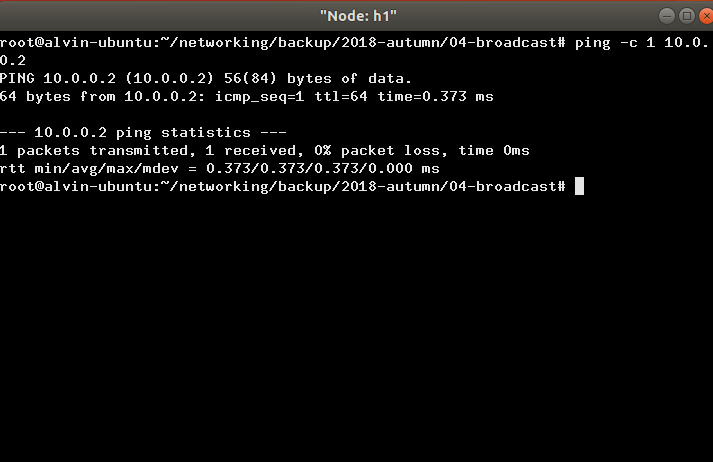 "Node: h1"
root@alvin-ubuntu:~/networking/backup/2018-autumn/04-broadcast# ping -c 1 10.0.
0.2
PING 10.0.0.2 (10.0.0.2) 56(84) bytes of data.
64 bytes from 10.0.0.2: icmp_seq=1 ttl=64 time=0.373 ms
--- 10.0.0.2 ping statistics ---
1 packets transmitted, 1 received, 0% packet loss, time 0ms
rtt min/avg/max/mdev = 0.373/0.373/0.373/0.000 ms
root@alvin-ubuntu:~/networking/backup/2018-autumn/04-broadcast#